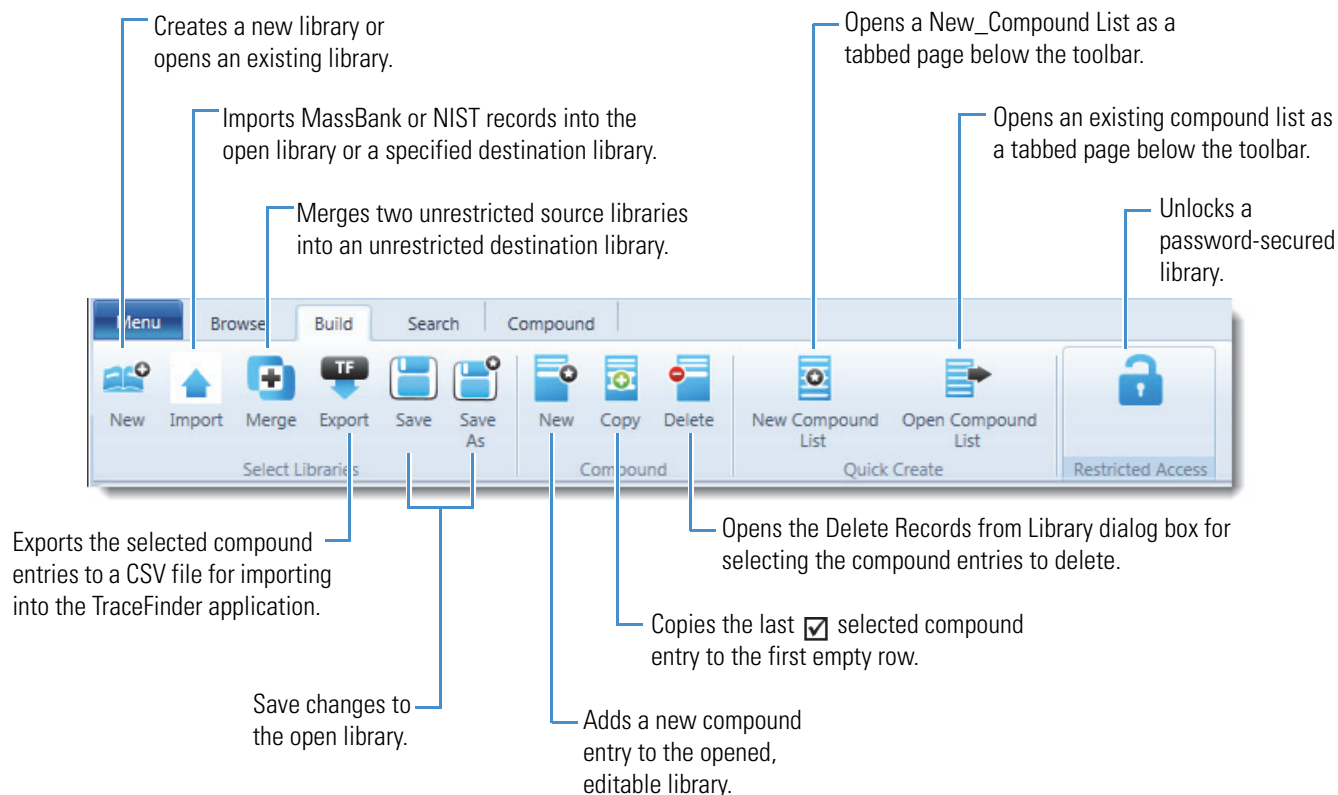 Creates a new library or
opens an existing library.
Opens a New_Compound List as a
tabbed page below the toolbar.
Imports MassBank or NIST records into the
open library or a specified destination library.
Opens an existing compound list as
a tabbed page below the toolbar.
Merges two unrestricted source libraries
into an unrestricted destination library.
Unlocks a
password-secured
library.
Menu Browse Build Search Compound
TF
New Import Merge Export Save Save As New Copy Delete New Compound List Open Compound List
Select Libraries Compound Quick Create Restricted Access
Exports the selected compound
entries to a CSV file for importing
into the TraceFinder application.
Opens the Delete Records from Library dialog box for
selecting the compound entries to delete.
Copies the last ☑ selected compound
entry to the first empty row.
Save changes to
the open library.
Adds a new compound
entry to the opened,
editable library.